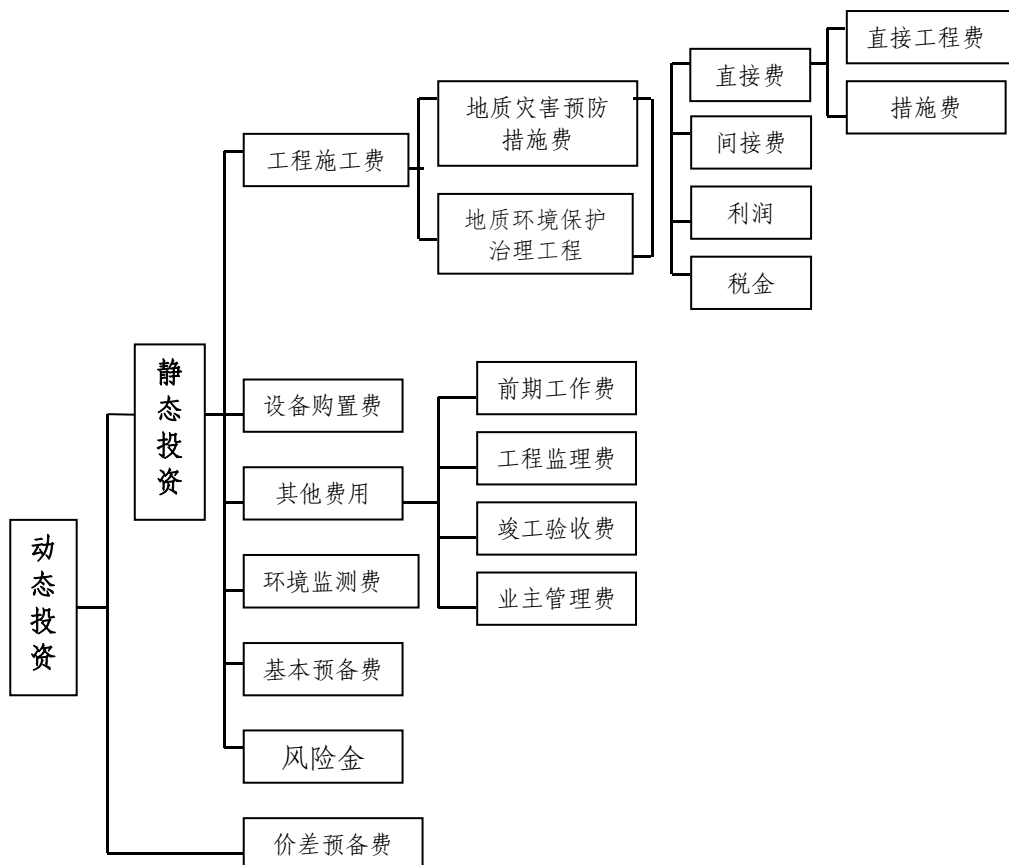 直接工程费
直接费
措施费
地质灾害预防
措施费
间接费
工程施工费
利润
地质环境保护
治理工程
税金
静
态
投
资
前期工作费
设备购置费
工程监理费
其他费用
竣工验收费
动
态
投
资
环境监测费
业主管理费
基本预备费
风险金
价差预备费